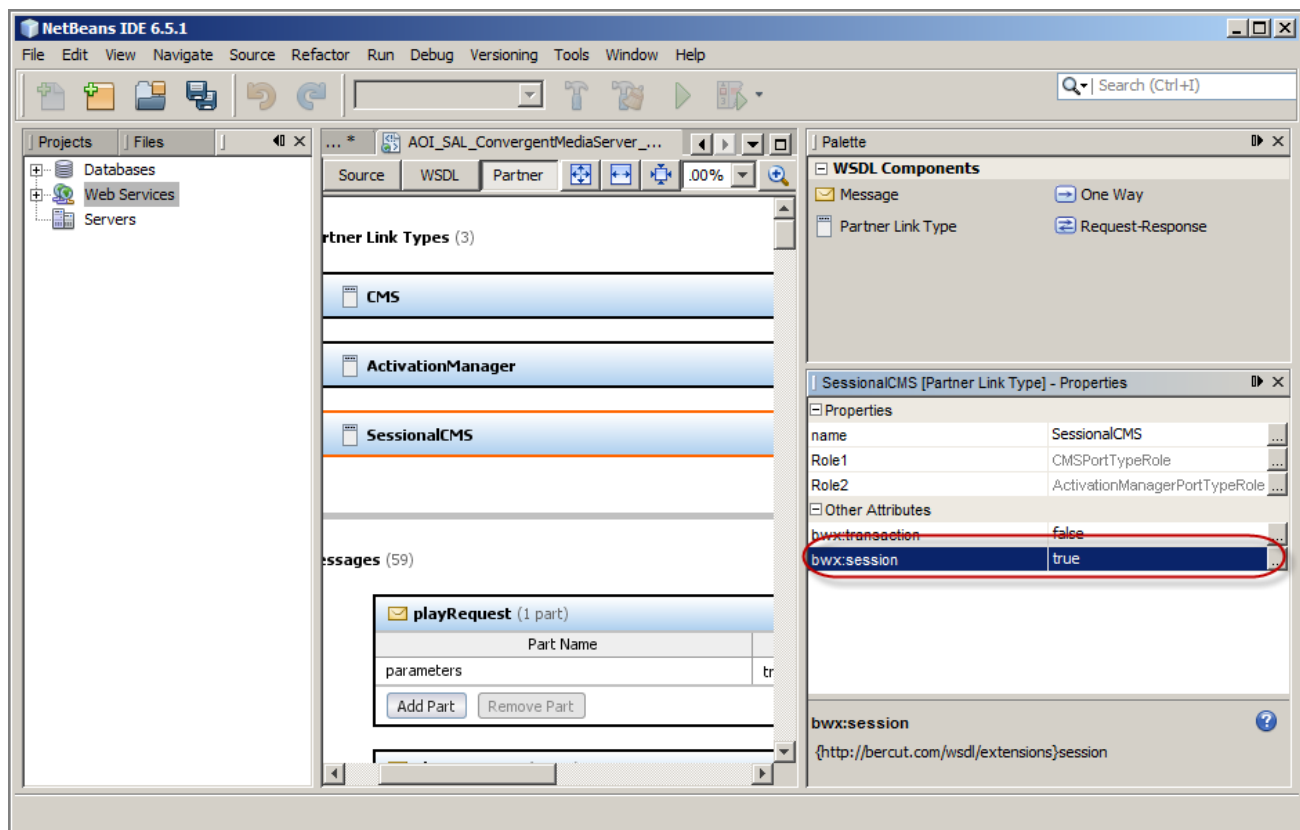 NetBeans IDE 6.5.1
File Edit View Navigate Source Refactor Run Debug Versioning Tools Window Help
Search (Ctrl+I)
Projects Files
Databases
Web Services
Servers
... * AOI_SAL_ConvergentMediaServer_...
Source WSDL Partner .00%
rtner Link Types (3)
CMS
ActivationManager
SessionalCMS
essages (59)
playRequest (1 part)
Part Name
parameters tr
Add Part Remove Part
Palette
WSDL Components
Message One Way
Partner Link Type Request-Response
SessionalCMS [Partner Link Type] - Properties
Properties
name SessionalCMS ...
Role1 CMSPortTypeRole ...
Role2 ActivationManagerPortTypeRole ...
Other Attributes
bwx:transaction false ...
bwx:session true ...
bwx:session
{http://bercut.com/wsdl/extensions}session